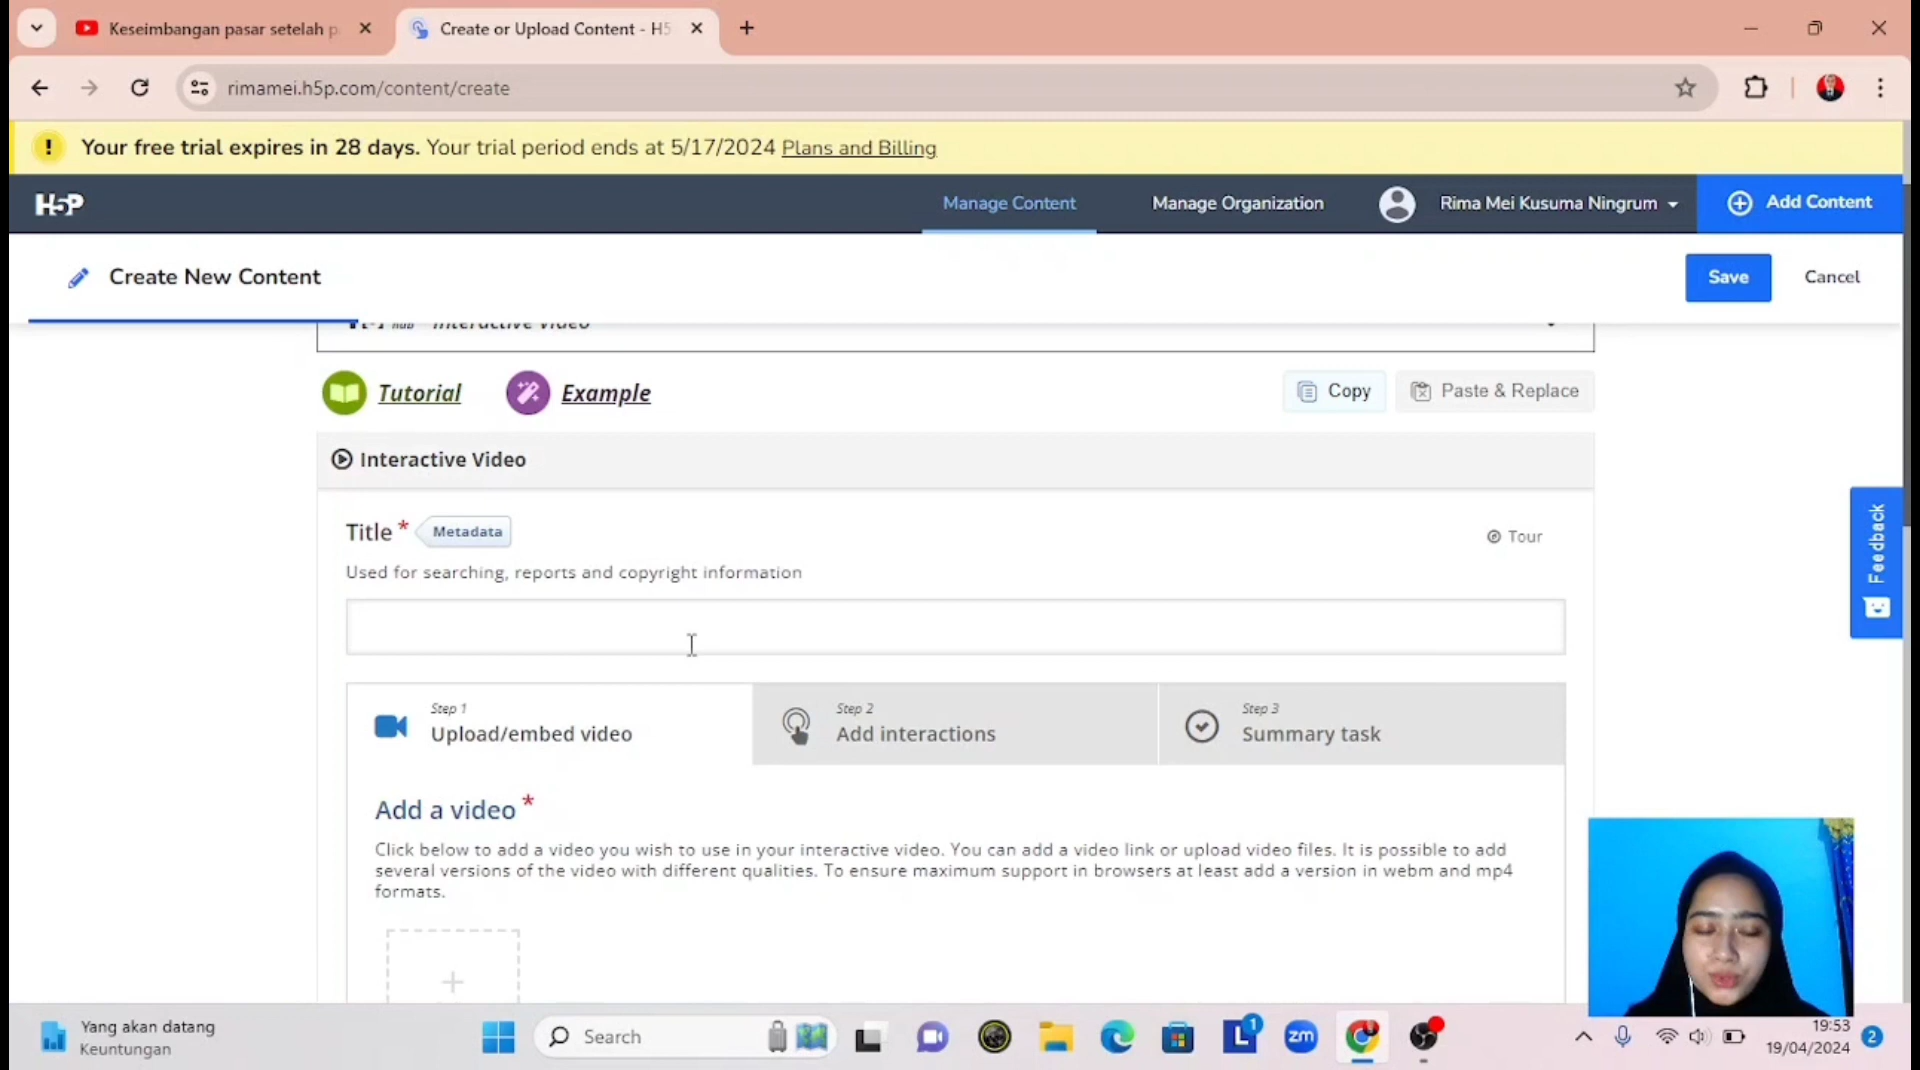 Keseimbangan pasar setelah p
Create or Upload Content - H5
rimamei.h5p.com/content/create
! Your free trial expires in 28 days. Your trial period ends at 5/17/2024 Plans and Billing
H5P
Manage Content
Manage Organization
Rima Mei Kusuma Ningrum
Add Content
Create New Content
Save
Cancel
Hub Interactive Video
Tutorial
Example
Copy
Paste & Replace
Interactive Video
Title * Metadata
Tour
Used for searching, reports and copyright information
Step 1
Upload/embed video
Step 2
Add interactions
Step 3
Summary task
Feedback
Add a video *
Click below to add a video you wish to use in your interactive video. You can add a video link or upload video files. It is possible to add
several versions of the video with different qualities. To ensure maximum support in browsers at least add a version in webm and mp4
formats.
+
Yang akan datang
Keuntungan
Search
L
1
zm
19:53
19/04/2024
2